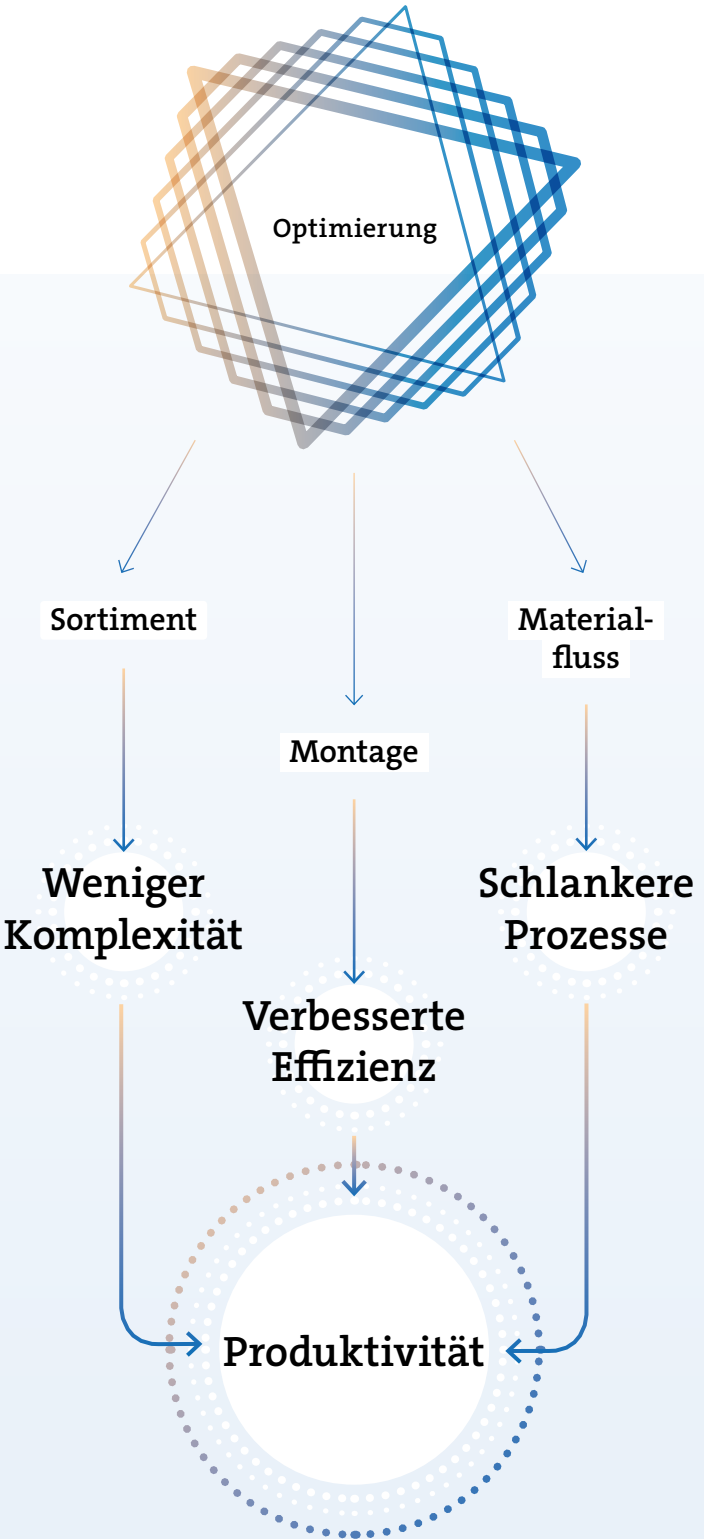 Optimierung
Sortiment
Material-
fluss
Montage
Weniger
Komplexität
Schlankere
Prozesse
Verbesserte
Effizienz
Produktivität